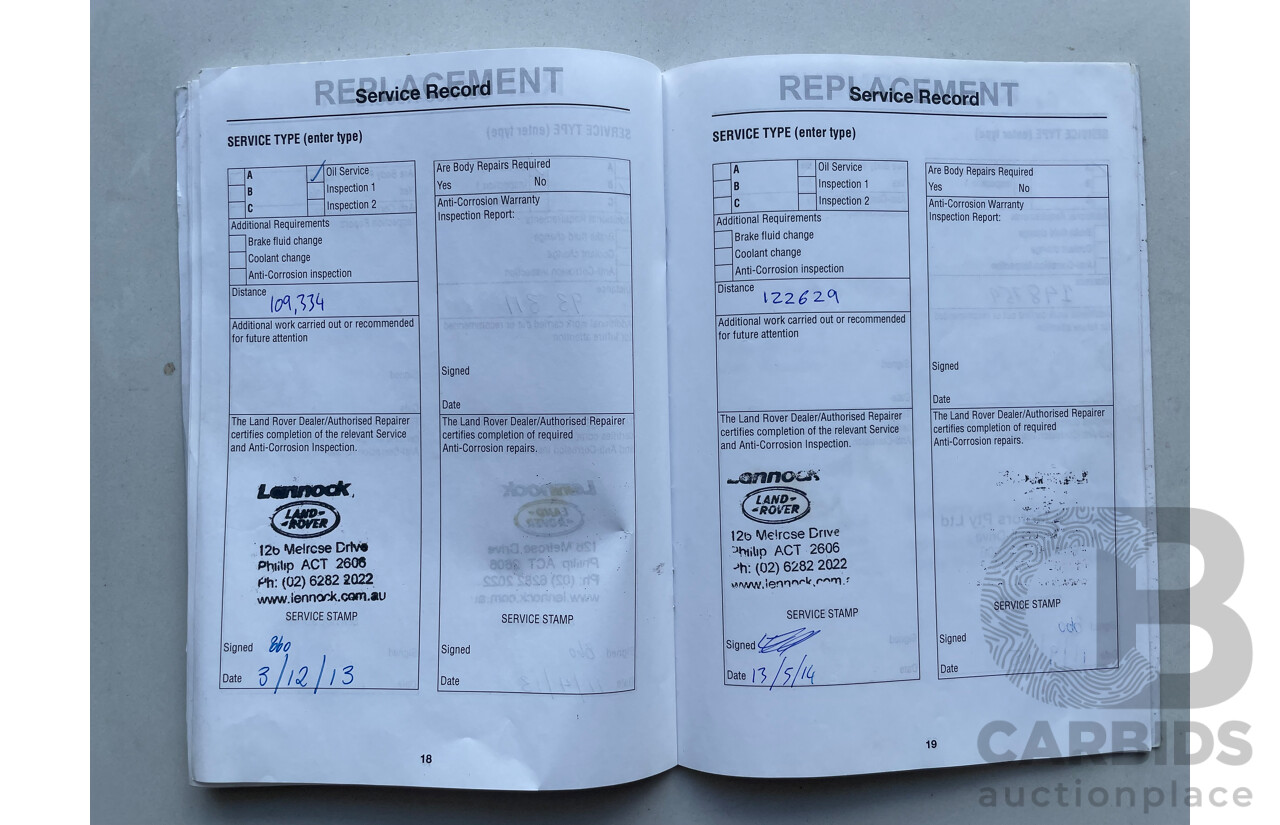 REPLACEMENT
Service Record
SERVICE TYPE (enter type)
A
B
C
Oil Service
Inspection 1
Inspection 2
Additional Requirements
Brake fluid change
Coolant change
Anti-Corrosion inspection
Distance
109,334
Additional work carried out or recommended
for future attention
The Land Rover Dealer/Authorised Repairer
certifies completion of the relevant Service
and Anti-Corrosion Inspection.
Lennock
LAND-
-ROVER
126 Melrose Drive
Phillip ACT 2606
Ph: (02) 6282 2022
www.lennock.com.au
SERVICE STAMP
Signed
Date 3/12/13
Are Body Repairs Required
Yes No
Anti-Corrosion Warranty
Inspection Report:
Signed
Date
The Land Rover Dealer/Authorised Repairer
certifies completion of required
Anti-Corrosion repairs.
SERVICE STAMP
Signed
Date
18
REPLACEMENT
Service Record
SERVICE TYPE (enter type)
A
B
C
Oil Service
Inspection 1
Inspection 2
Additional Requirements
Brake fluid change
Coolant change
Anti-Corrosion inspection
Distance
122629
Additional work carried out or recommended
for future attention
The Land Rover Dealer/Authorised Repairer
certifies completion of the relevant Service
and Anti-Corrosion Inspection.
Lennock
LAND-
-ROVER
126 Melrose Drive
Phillip ACT 2606
Ph: (02) 6282 2022
www.lennock.com.
SERVICE STAMP
Signed
Date 13/5/14
Are Body Repairs Required
Yes No
Anti-Corrosion Warranty
Inspection Report:
Signed
Date
The Land Rover Dealer/Authorised Repairer
certifies completion of required
Anti-Corrosion repairs.
SERVICE STAMP
Signed
Date
19
CB
CARBIDS
auctionplace